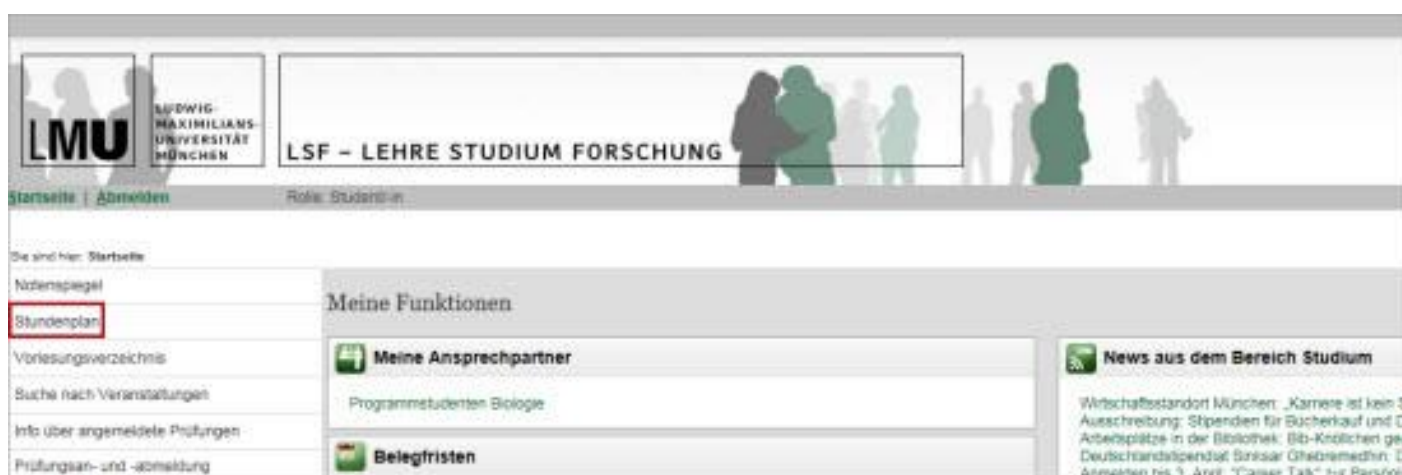 LMU
LUDWIG-
MAXIMILIANS-
UNIVERSITÄT
MÜNCHEN
LSF – LEHRE STUDIUM FORSCHUNG
Startseite | Abmelden
Rolle: Student/-in
Sie sind hier: Startseite
Notenspiegel
Stundenplan
Vorlesungsverzeichnis
Suche nach Veranstaltungen
Info über angemeldete Prüfungen
Prüfungsan- und -abmeldung
Meine Funktionen
Meine Ansprechpartner
Programmstudenten Biologie
Belegfristen
News aus dem Bereich Studium
Wirtschaftsstandort München: „Karriere ist kein
Ausschreibung: Stipendien für Bücherkauf und
Arbeitsplätze in der Bibliothek: Bib-Knöllchen
Deutschlandstipendiat
Anmelden bis 3. April: "Career Talk" zur